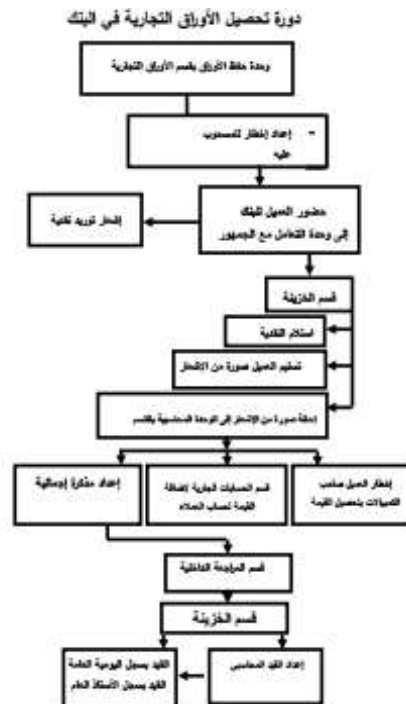 دورة تحصيل الأوراق التجارية في البنك
وحدة حفظ الأوراق بقسم الأوراق التجارية
- إعداد إخطار للمسحوب
عليه
حضور العميل للبنك
إلى وحدة التعامل مع الجمهور
إشعار توريد نقدية
قسم الخزينة
استلام النقدية
تسليم العميل صورة من الإشعار
إحالة صورة من الإشعار إلى الوحدة المحاسبية بالقسم
إخطار العميل صاحب
الكمبيالات بتحصيل القيمة
قسم الحسابات الجارية لإضافة
القيمة لحساب العملاء
إعداد مذكرة إجمالية
قسم المراجعة الداخلية
قسم الخزينة
إعداد القيد المحاسبي
القيد بسجل اليومية العامة
القيد بسجل الأستاذ العام